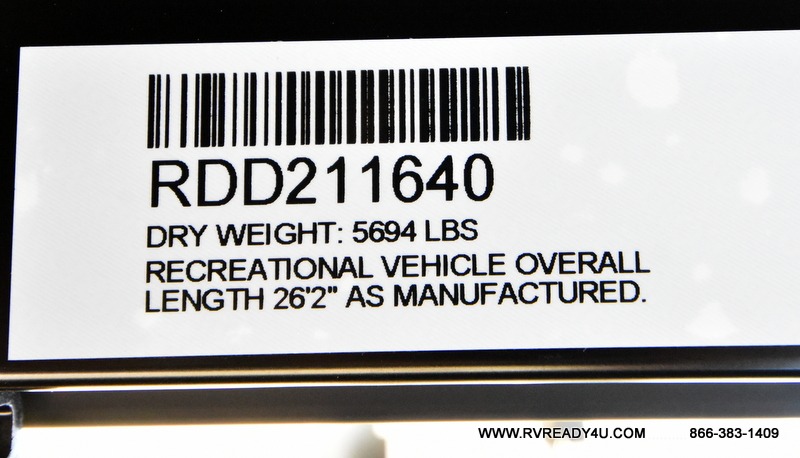 RDD211640
DRY WEIGHT: 5694 LBS
RECREATIONAL VEHICLE OVERALL
LENGTH 26'2" AS MANUFACTURED.
WWW.RVREADY4U.COM 866-383-1409